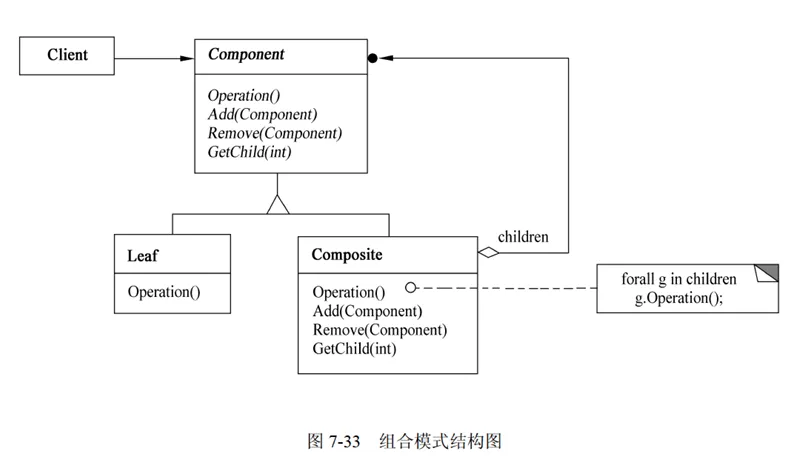 Client
Component
Operation()
Add(Component)
Remove(Component)
GetChild(int)
Leaf
Operation()
Composite
Operation()
Add(Component)
Remove(Component)
GetChild(int)
children
forall g in children
g.Operation();
图 7-33 组合模式结构图